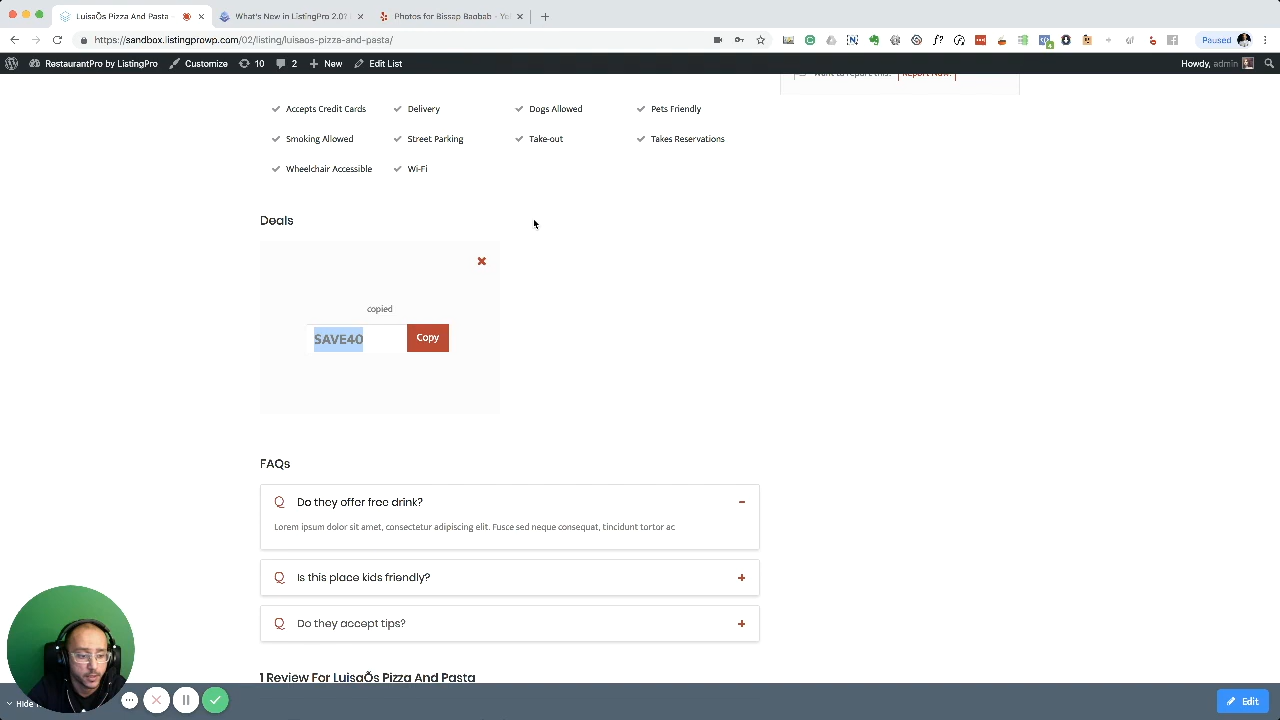 LuisaÕs Pizza And Pasta -
What's New in ListingPro 2.0?
Photos for Bissap Baobab - Ye
https://sandbox.listingprowp.com/02/listing/luisaos-pizza-and-pasta/
Paused
RestaurantPro by ListingPro
Customize
10
2
New
Edit List
Howdy, admin
Want to report this?
Report Now!
Accepts Credit Cards
Delivery
Dogs Allowed
Pets Friendly
Smoking Allowed
Street Parking
Take-out
Takes Reservations
Wheelchair Accessible
Wi-Fi
Deals
copied
SAVE40
Copy
FAQs
Q Do they offer free drink?
Lorem ipsum dolor sit amet, consectetur adipiscing elit. Fusce sed neque consequat, tincidunt tortor ac
Q Is this place kids friendly?
Q Do they accept tips?
1 Review For LuisaÕs Pizza And Pasta
Hide
Edit